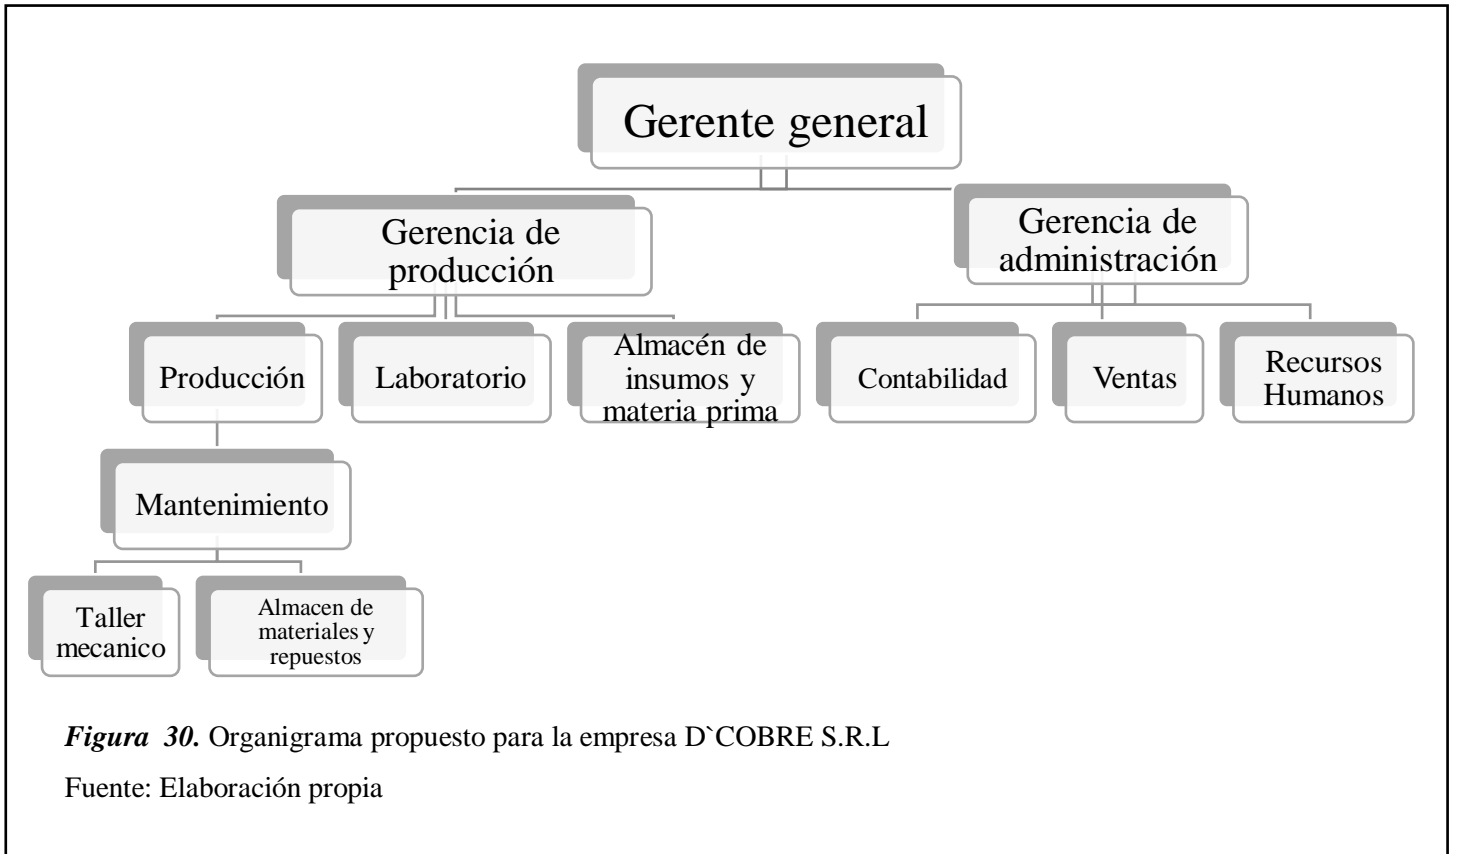 Gerente general
Gerencia de
producción
Gerencia de
administración
Producción
Laboratorio
Almacén de
insumos y
materia prima
Contabilidad
Ventas
Recursos
Humanos
Mantenimiento
Taller
mecanico
Almacen de
materiales y
repuestos
Figura 30. Organigrama propuesto para la empresa D`COBRE S.R.L
Fuente: Elaboración propia